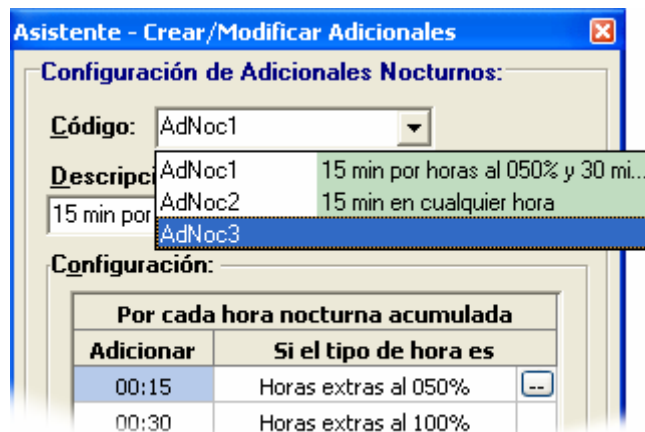 Asistente - Crear/Modificar Adicionales
Configuración de Adicionales Nocturnos:
Código: AdNoc1
AdNoc1 15 min por horas al 050% y 30 mi...
Descripci
AdNoc2 15 min en cualquier hora
15 min por
AdNoc3
Configuración:
Por cada hora nocturna acumulada
Adicionar Si el tipo de hora es
00:15 Horas extras al 050% --
00:30 Horas extras al 100%